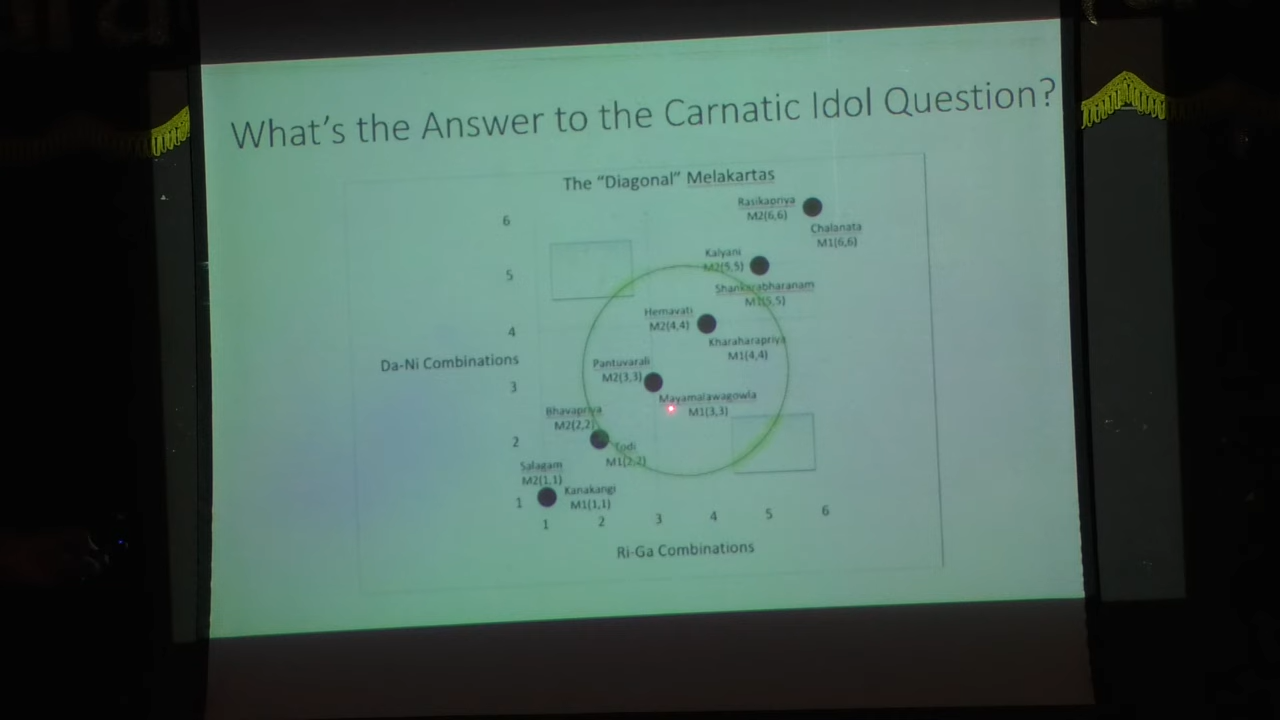 What's the Answer to the Carnatic Idol Question?
The "Diagonal" Melakartas
6
Rasikapriya
M2(6,6)
Chalanata
M1(6,6)
5
Kalyani
M2(5,5)
Shankarabharanam
M1(5,5)
4
Hemavati
M2(4,4)
Kharaharapriya
M1(4,4)
Da-Ni Combinations
3
Pantuvarali
M2(3,3)
Mayamalawagowla
M1(3,3)
2
Bhavapriya
M2(2,2)
Todi
M1(2,2)
1
Salagam
M2(1,1)
Kanakangi
M1(1,1)
1 2 3 4 5 6
Ri-Ga Combinations